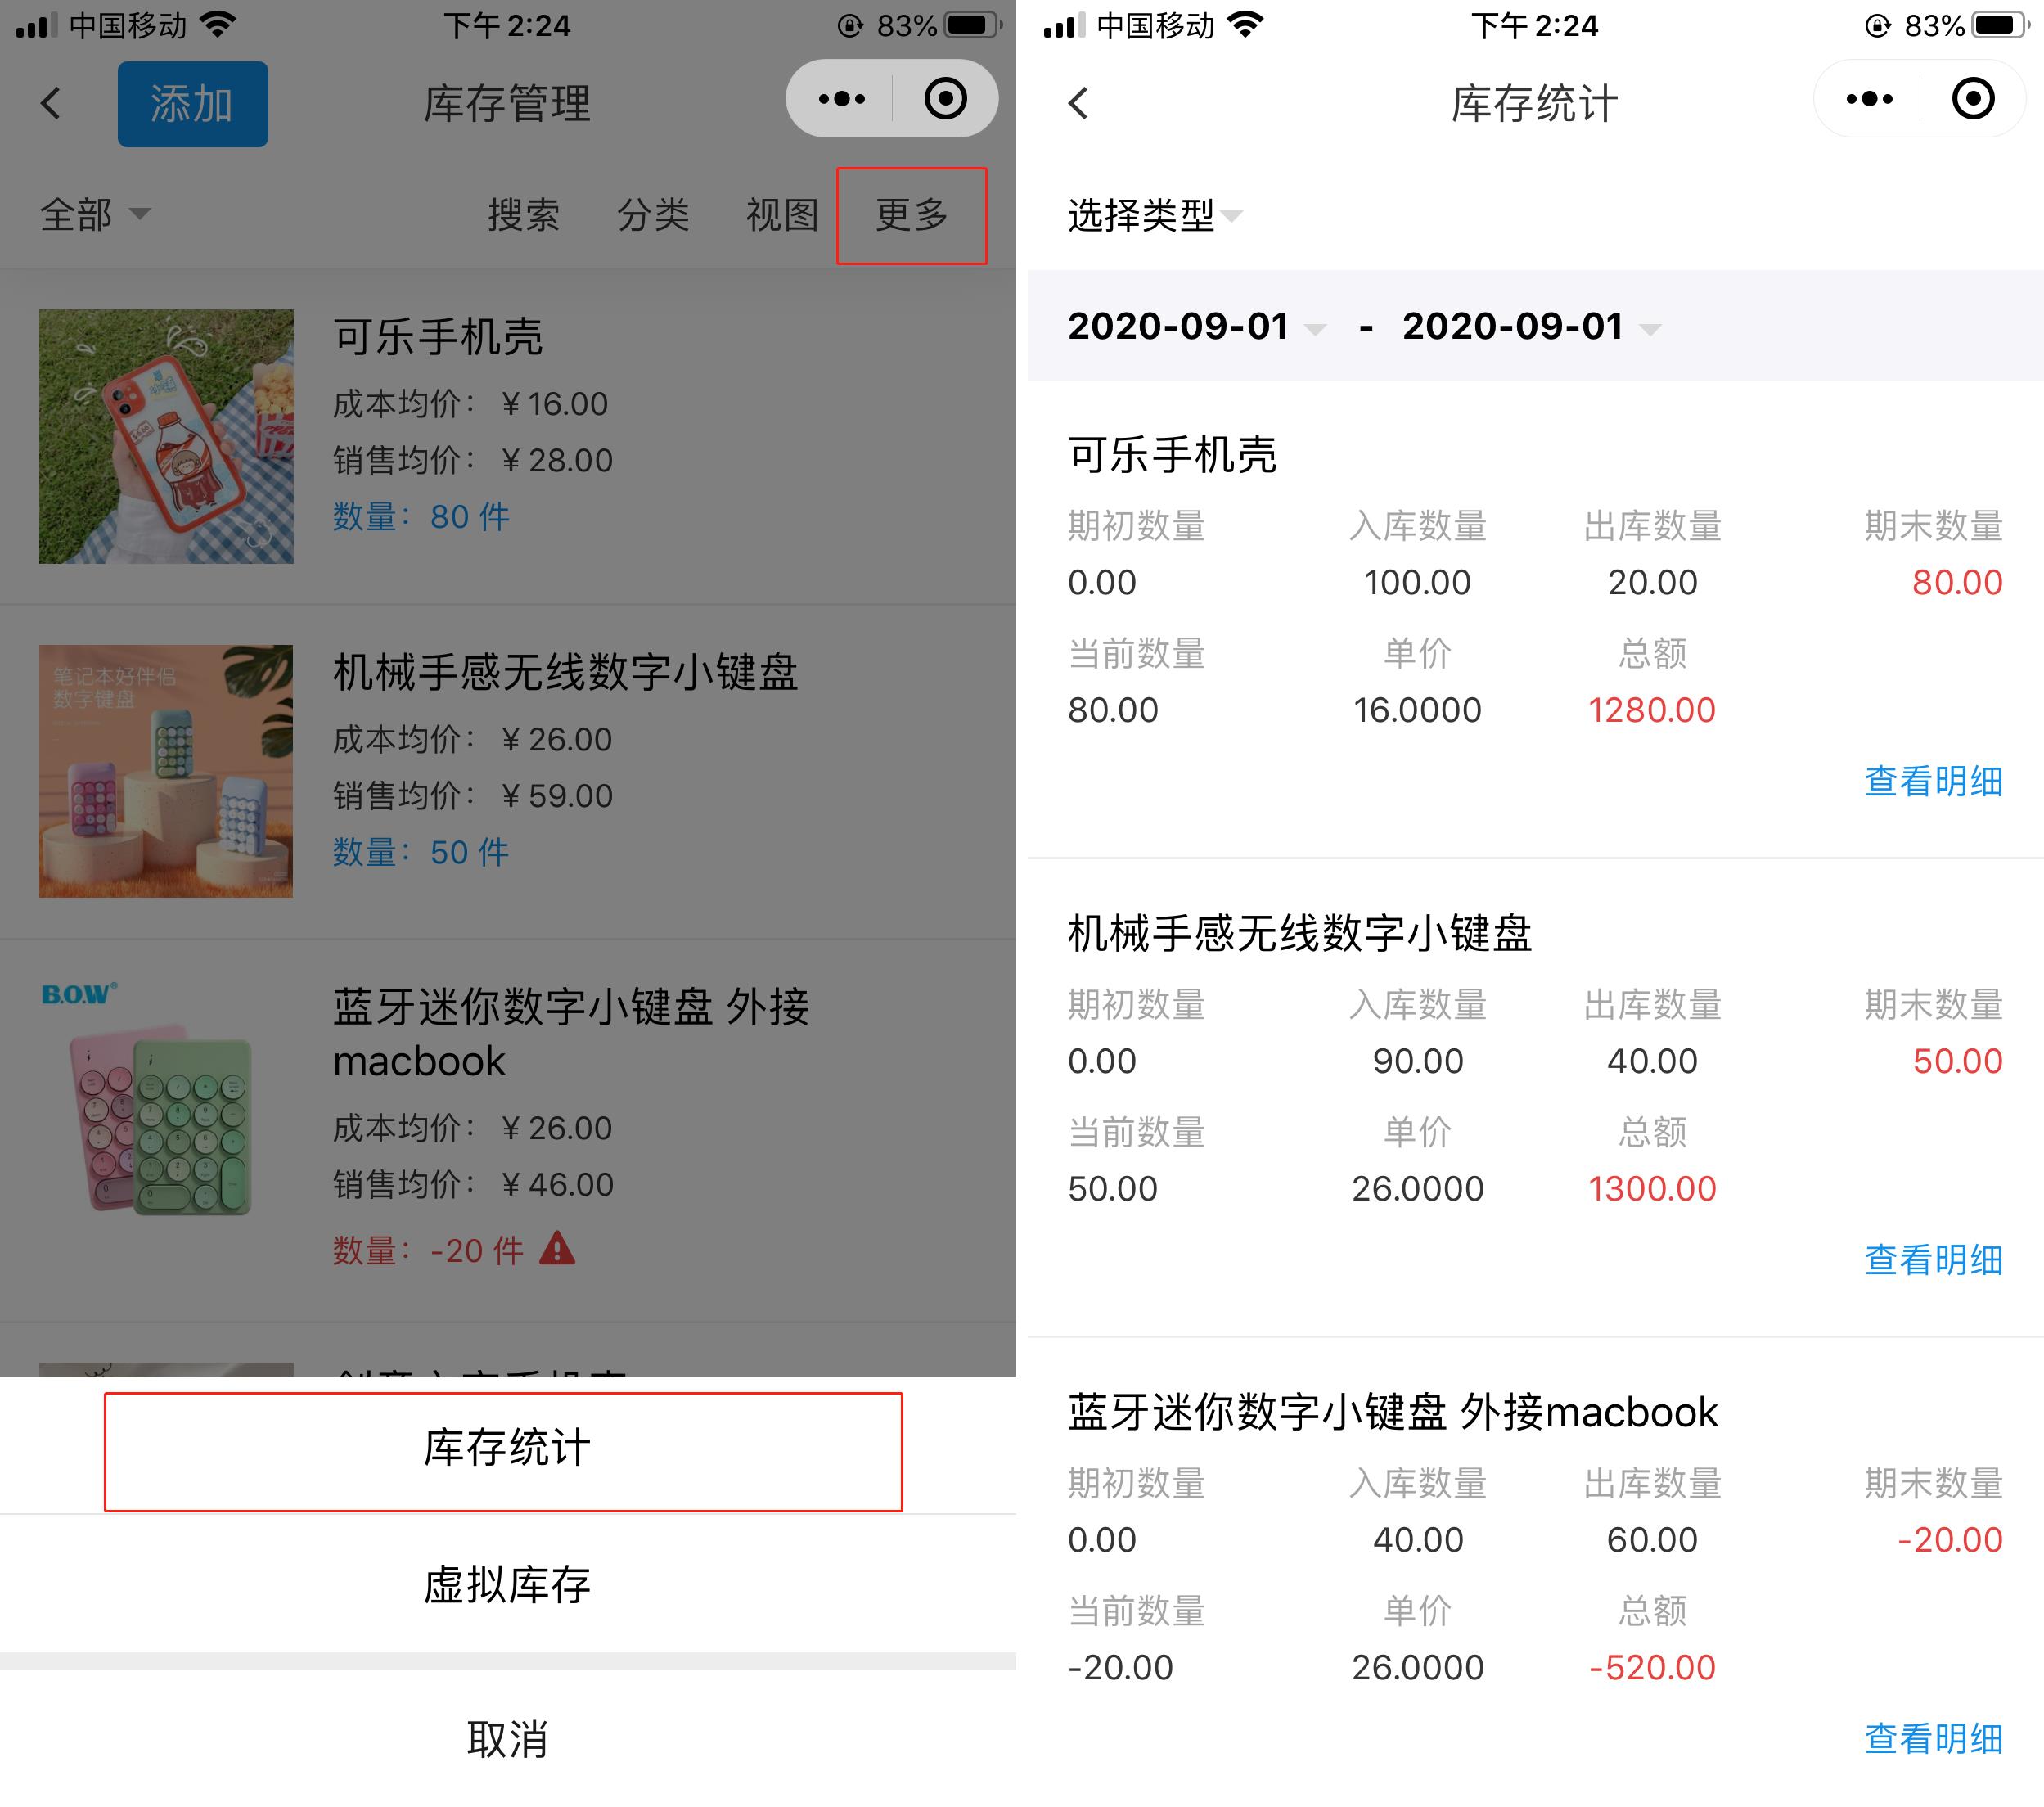 中国移动
下午 2:24
83%
添加
库存管理
全部
搜索 分类 视图 更多
可乐手机壳
成本均价： ¥ 16.00
销售均价： ¥ 28.00
数量： 80 件
笔记本好伴侣
数字键盘
机械手感无线数字小键盘
成本均价： ¥ 26.00
销售均价： ¥ 59.00
数量： 50 件
B.O.W®
蓝牙迷你数字小键盘 外接
macbook
成本均价： ¥ 26.00
销售均价： ¥ 46.00
数量： -20 件
库存统计
虚拟库存
取消
中国移动
下午 2:24
83%
库存统计
选择类型
2020-09-01 - 2020-09-01
可乐手机壳
期初数量 入库数量 出库数量 期末数量
0.00 100.00 20.00 80.00
当前数量 单价 总额
80.00 16.0000 1280.00
查看明细
机械手感无线数字小键盘
期初数量 入库数量 出库数量 期末数量
0.00 90.00 40.00 50.00
当前数量 单价 总额
50.00 26.0000 1300.00
查看明细
蓝牙迷你数字小键盘 外接macbook
期初数量 入库数量 出库数量 期末数量
0.00 40.00 60.00 -20.00
当前数量 单价 总额
-20.00 26.0000 -520.00
查看明细